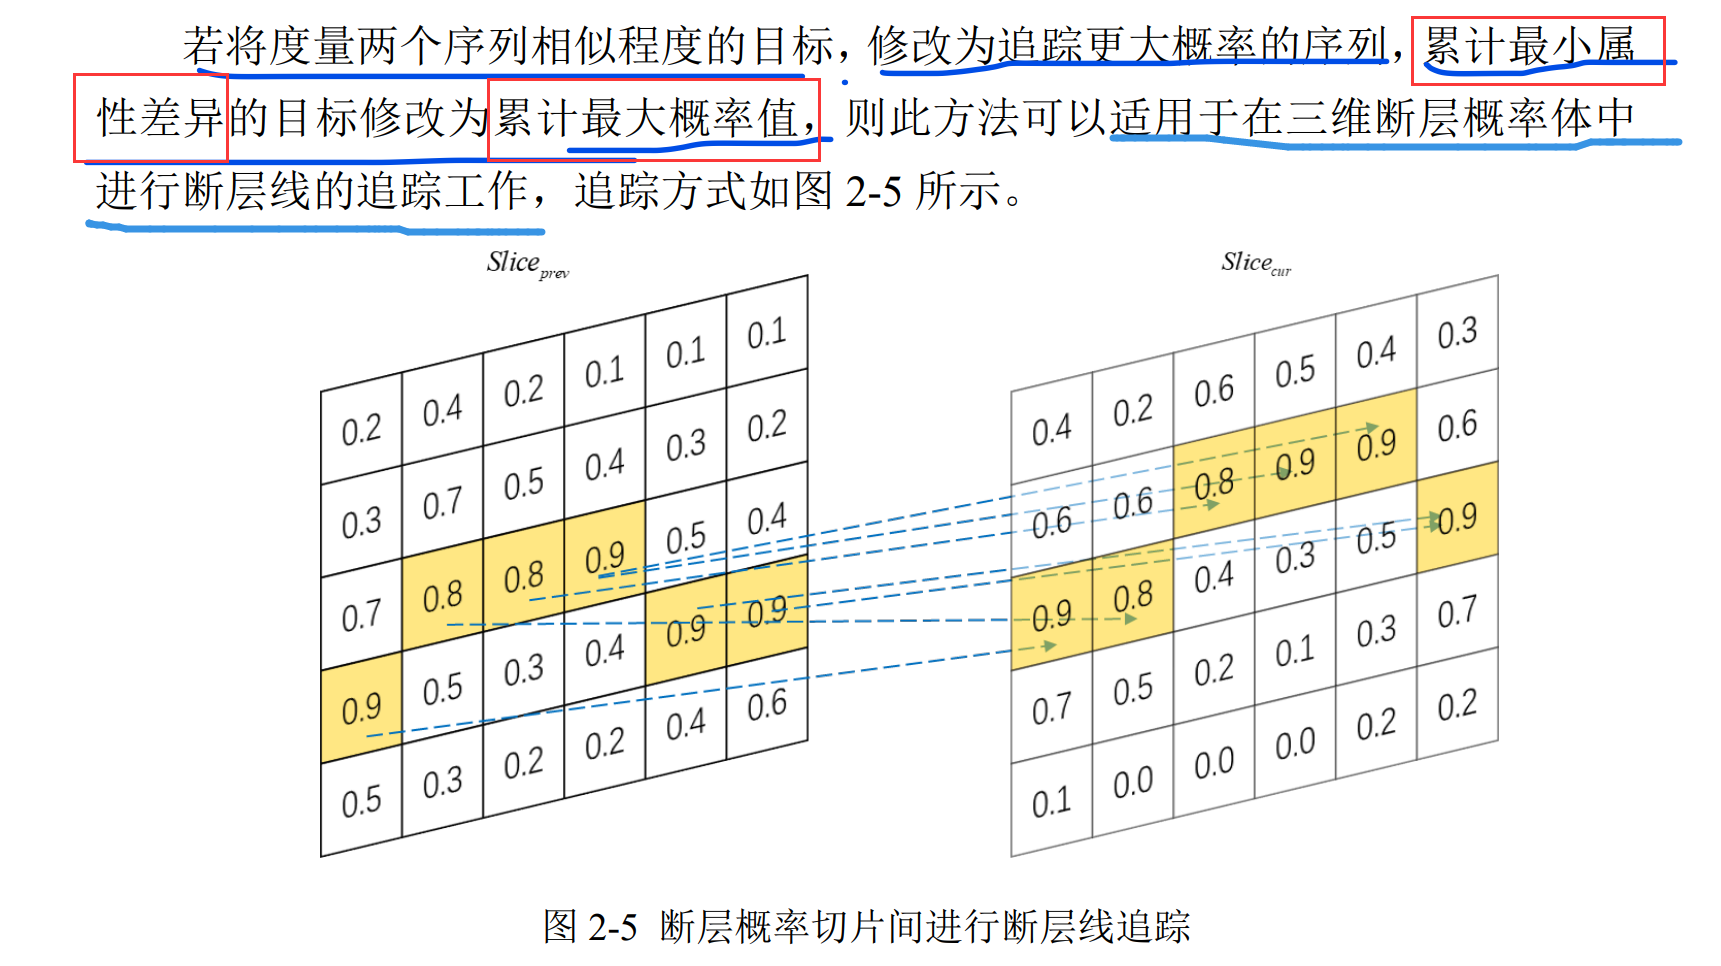 若将度量两个序列相似程度的目标，修改为追踪更大概率的序列，累计最小属
性差异的目标修改为累计最大概率值，则此方法可以适用于在三维断层概率体中
进行断层线的追踪工作，追踪方式如图 2-5 所示。
Slice_prev
0.2 0.4 0.2 0.1 0.1 0.1
0.3 0.7 0.5 0.4 0.3 0.2
0.7 0.8 0.8 0.9 0.5 0.4
0.9 0.5 0.3 0.4 0.9 0.9
0.5 0.3 0.2 0.2 0.4 0.6
Slice_cur
0.4 0.2 0.6 0.5 0.4 0.3
0.6 0.6 0.8 0.9 0.9 0.6
0.9 0.8 0.4 0.3 0.5 0.9
0.7 0.5 0.2 0.1 0.3 0.7
0.1 0.0 0.0 0.0 0.2 0.2
图 2-5 断层概率切片间进行断层线追踪